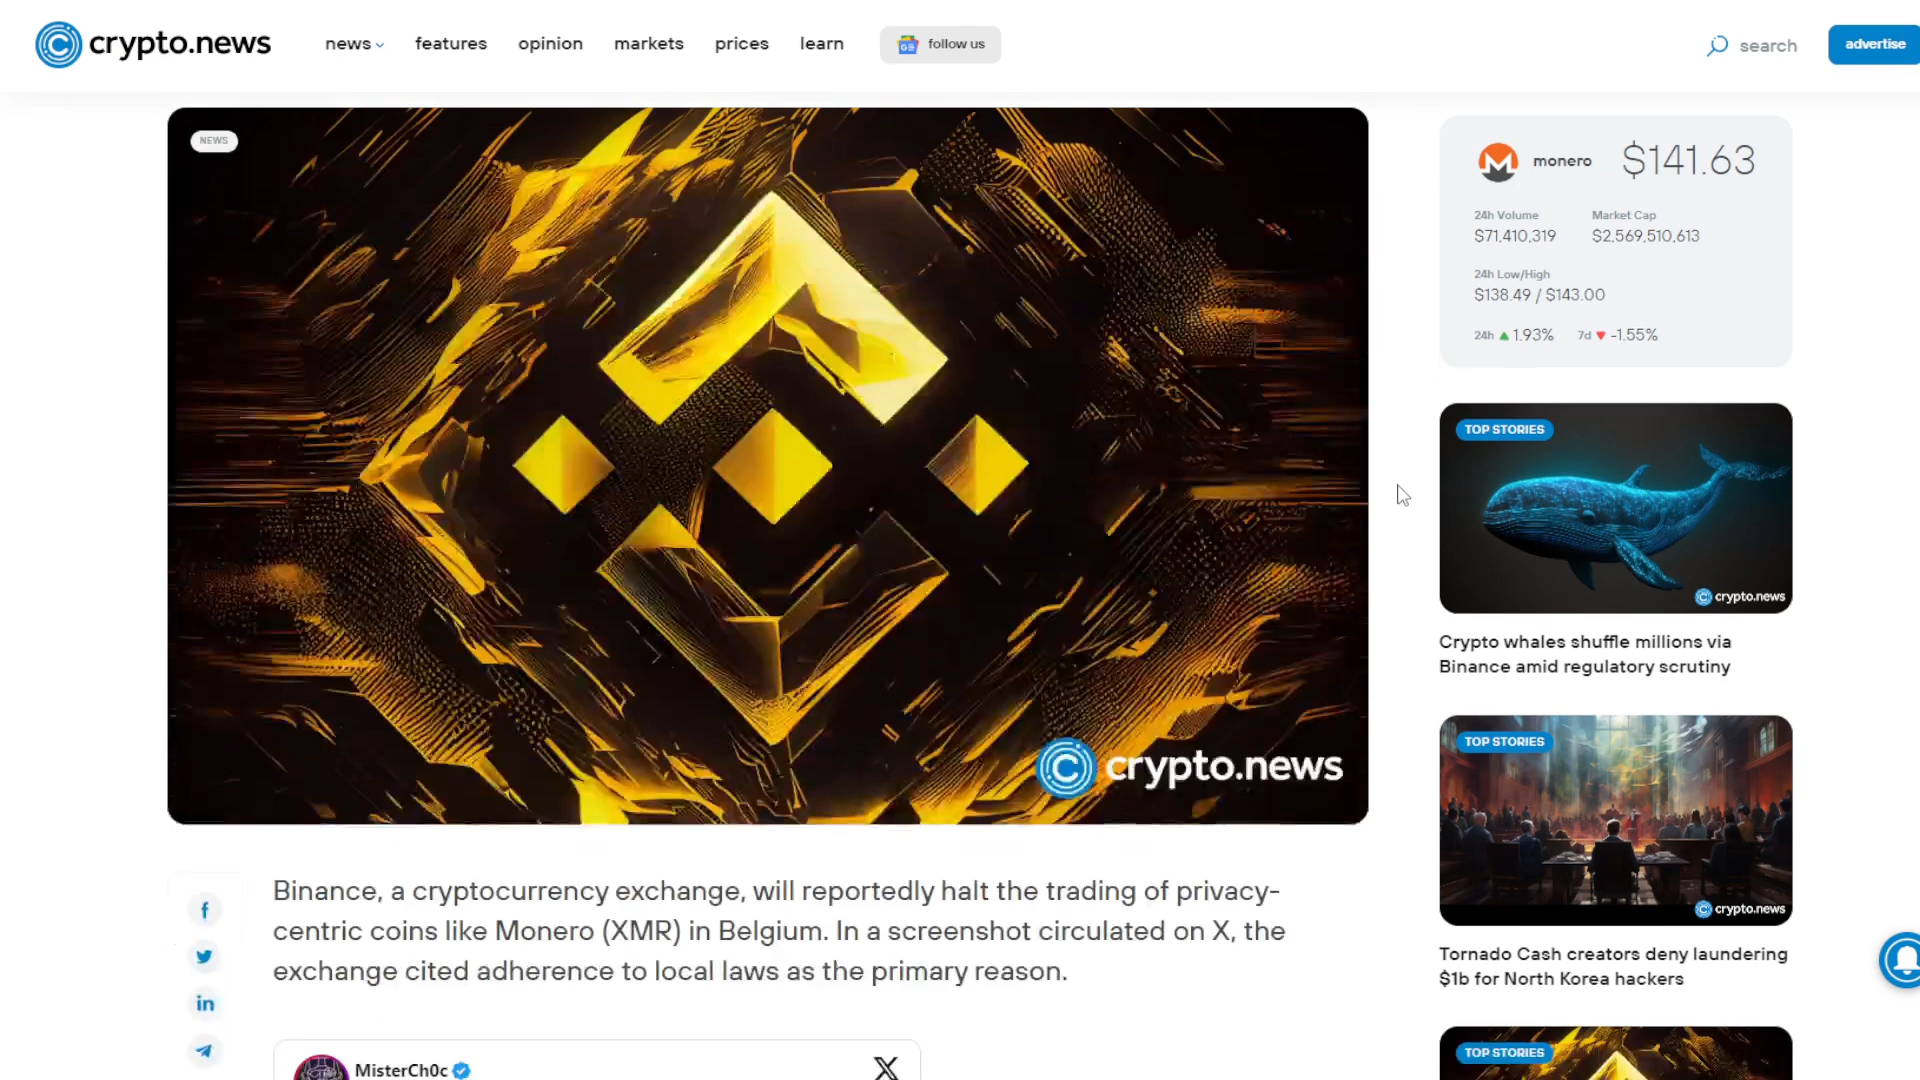 crypto.news
news
features
opinion
markets
prices
learn
follow us
search
advertise
NEWS
crypto.news
monero $141.63
24h Volume Market Cap
$71,410,319 $2,569,510,613
24h Low/High
$138.49 / $143.00
24h ▲ 1.93% 7d ▼ -1.55%
TOP STORIES
crypto.news
Crypto whales shuffle millions via
Binance amid regulatory scrutiny
TOP STORIES
crypto.news
Tornado Cash creators deny laundering
$1b for North Korea hackers
TOP STORIES
Binance, a cryptocurrency exchange, will reportedly halt the trading of privacy-
centric coins like Monero (XMR) in Belgium. In a screenshot circulated on X, the
exchange cited adherence to local laws as the primary reason.
MisterCh0c